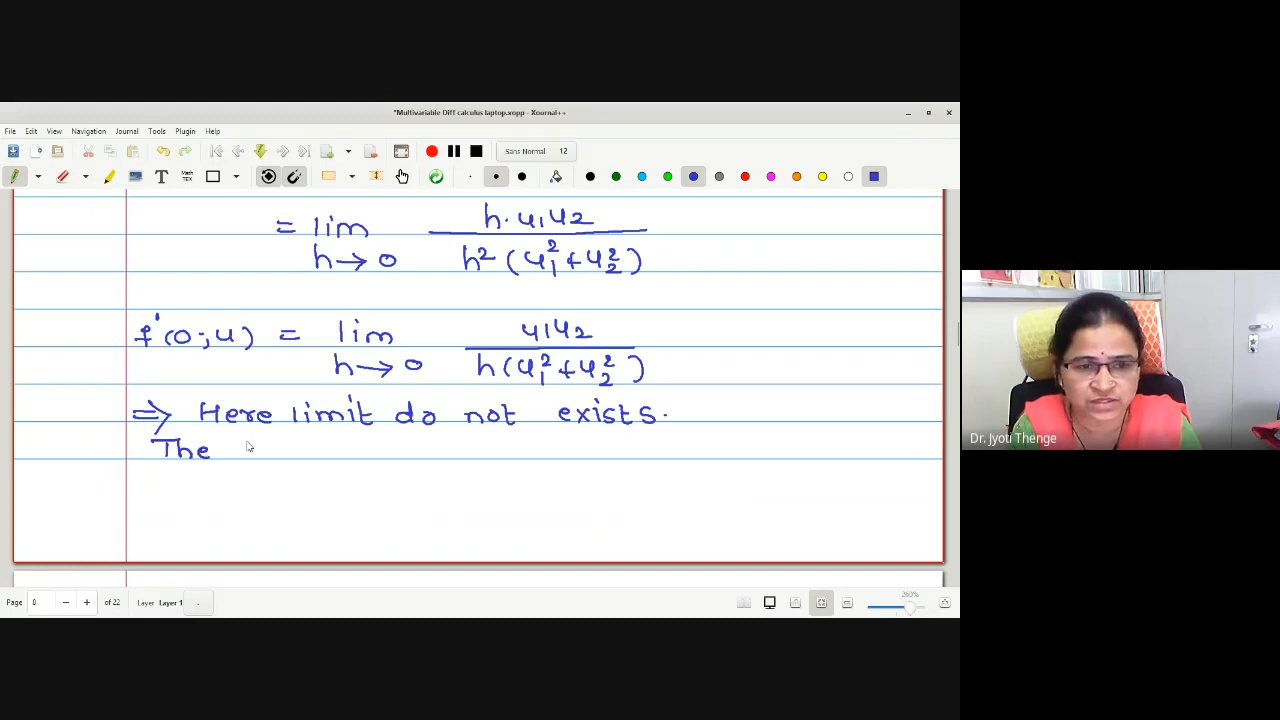 *Multivariable Diff calculus laptop.xopp - Xournal++
File Edit View Navigation Journal Tools Plugin Help
Sans Normal 12
= lim h·u1u2
h→0 h² (u1²+u2²)
f'(0;u) = lim u1u2
h→0 h(u1²+u2²)
⇒ Here limit do not exists.
The
Page 8 of 22 Layer Layer 1
260%
Dr. Jyoti Thenge